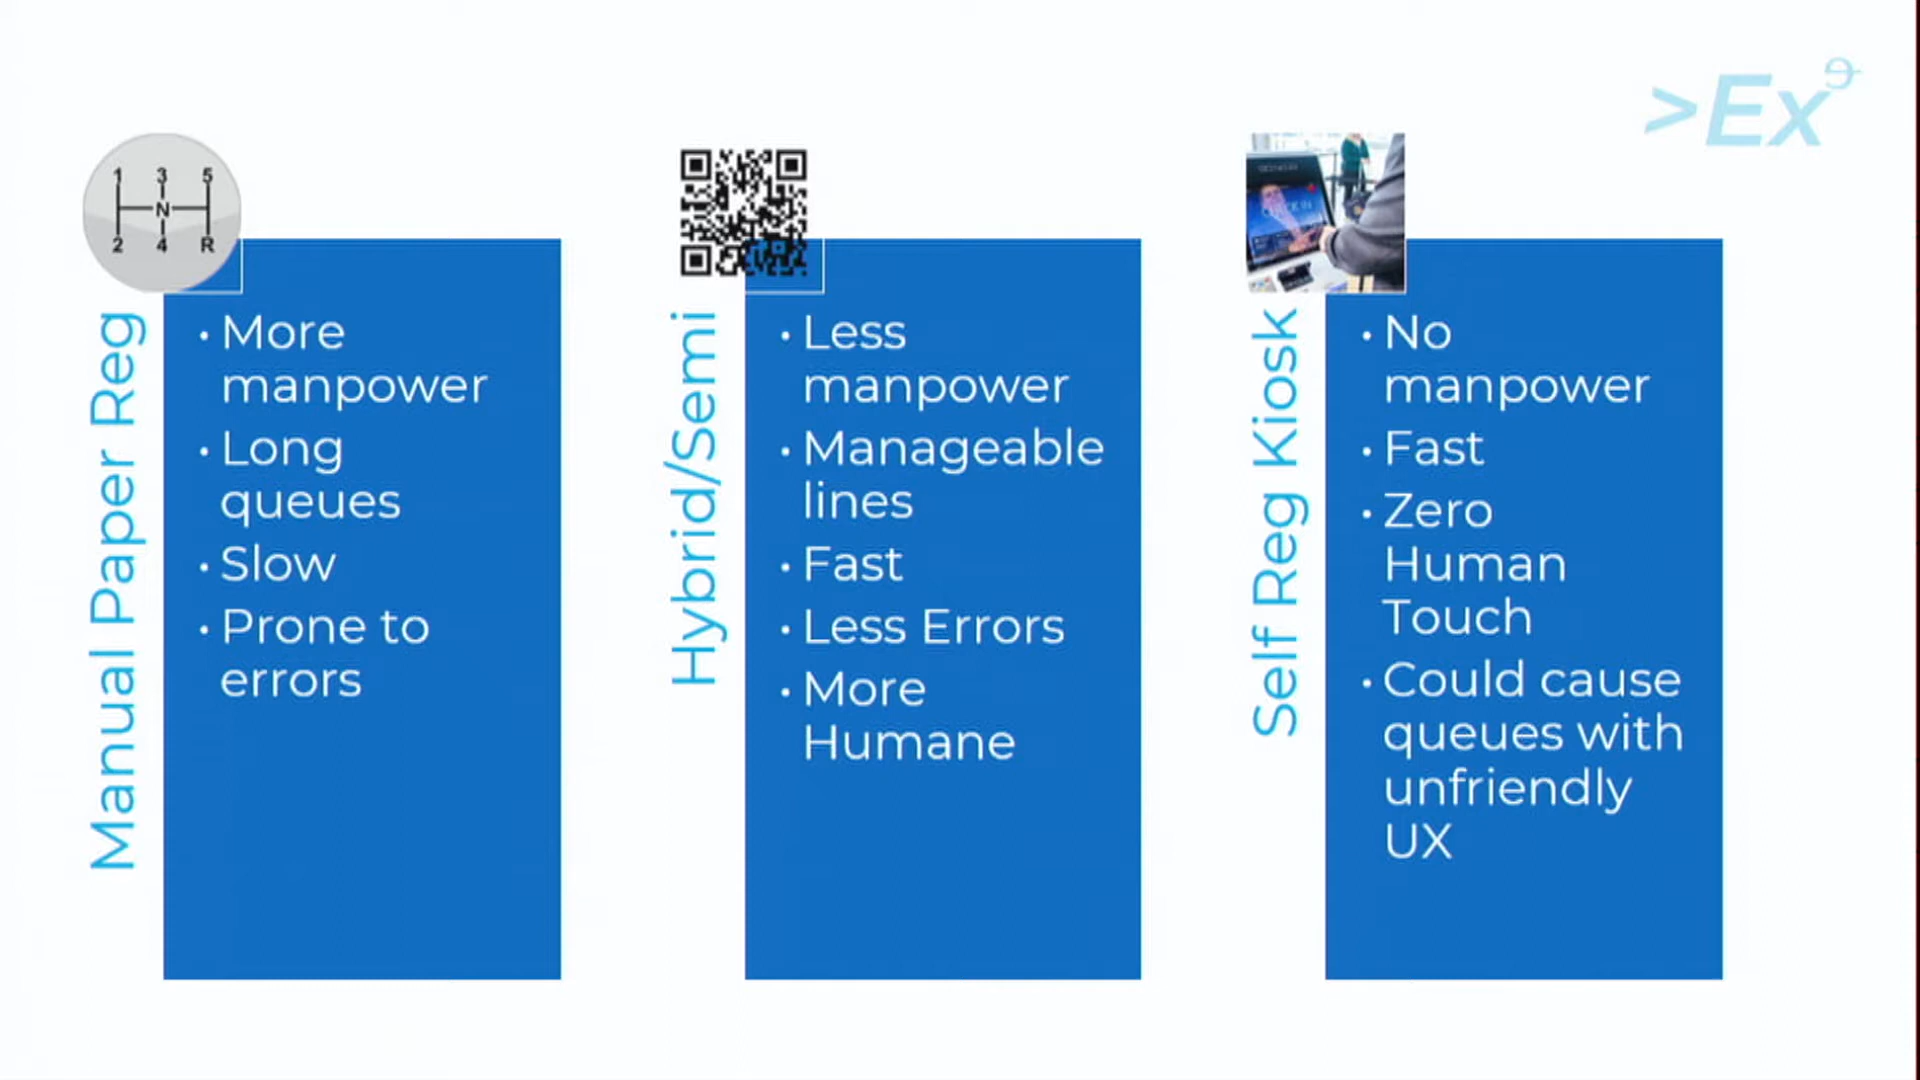 >Ex
1 3 5
N
2 4 R
Manual Paper Reg
• More
manpower
• Long
queues
• Slow
• Prone to
errors
Hybrid/Semi
• Less
manpower
• Manageable
lines
• Fast
• Less Errors
• More
Humane
CHECK IN
Self Reg Kiosk
• No
manpower
• Fast
• Zero
Human
Touch
• Could cause
queues with
unfriendly
UX